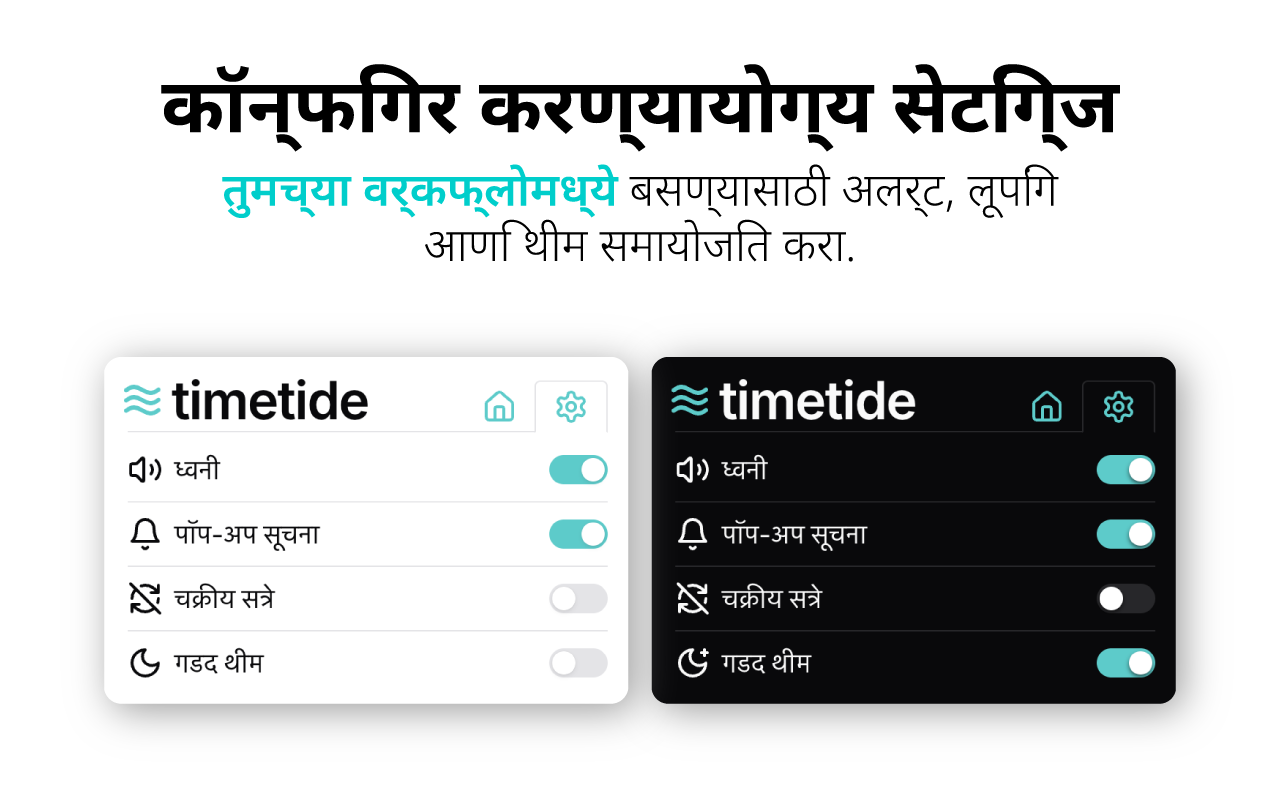 कॉन्फिगर करण्यायोग्य सेटिंग्ज
तुमच्या वर्कफ्लोमध्ये बसण्यासाठी अलर्ट, लूपिंग
आणि थीम समायोजित करा.
timetide
ध्वनी
पॉप-अप सूचना
चक्रीय सत्रे
गडद थीम
timetide
ध्वनी
पॉप-अप सूचना
चक्रीय सत्रे
गडद थीम